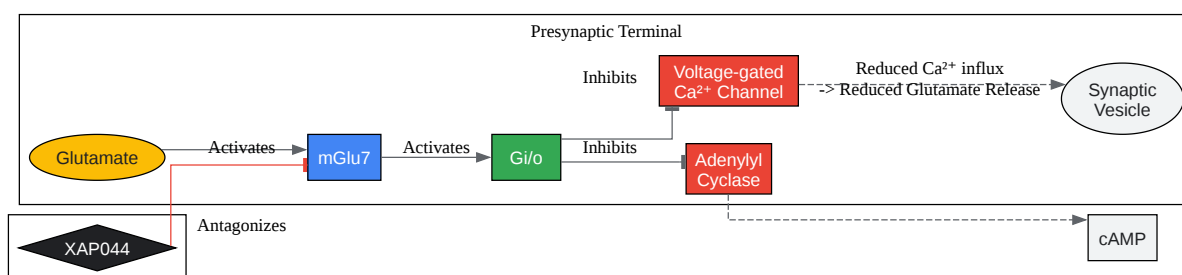 Presynaptic Terminal
Inhibits
Voltage-gated
Ca²⁺ Channel
Reduced Ca²⁺ influx
-> Reduced Glutamate Release
Synaptic
Vesicle
Glutamate
Activates
mGlu7
Activates
Gi/o
Inhibits
Adenylyl
Cyclase
XAP044
Antagonizes
cAMP